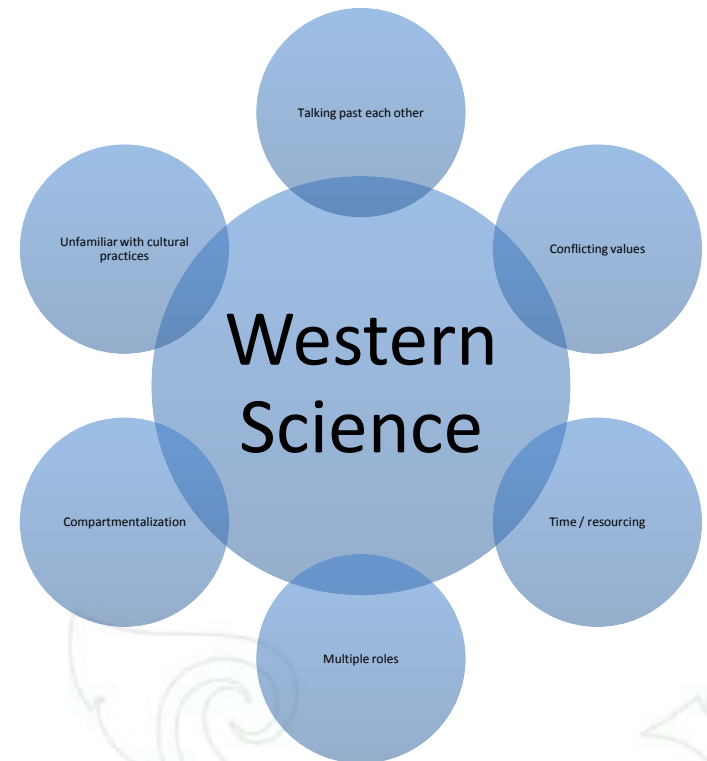 Talking past each other
Unfamiliar with cultural
practices
Conflicting values
Western
Science
Compartmentalization
Time / resourcing
Multiple roles